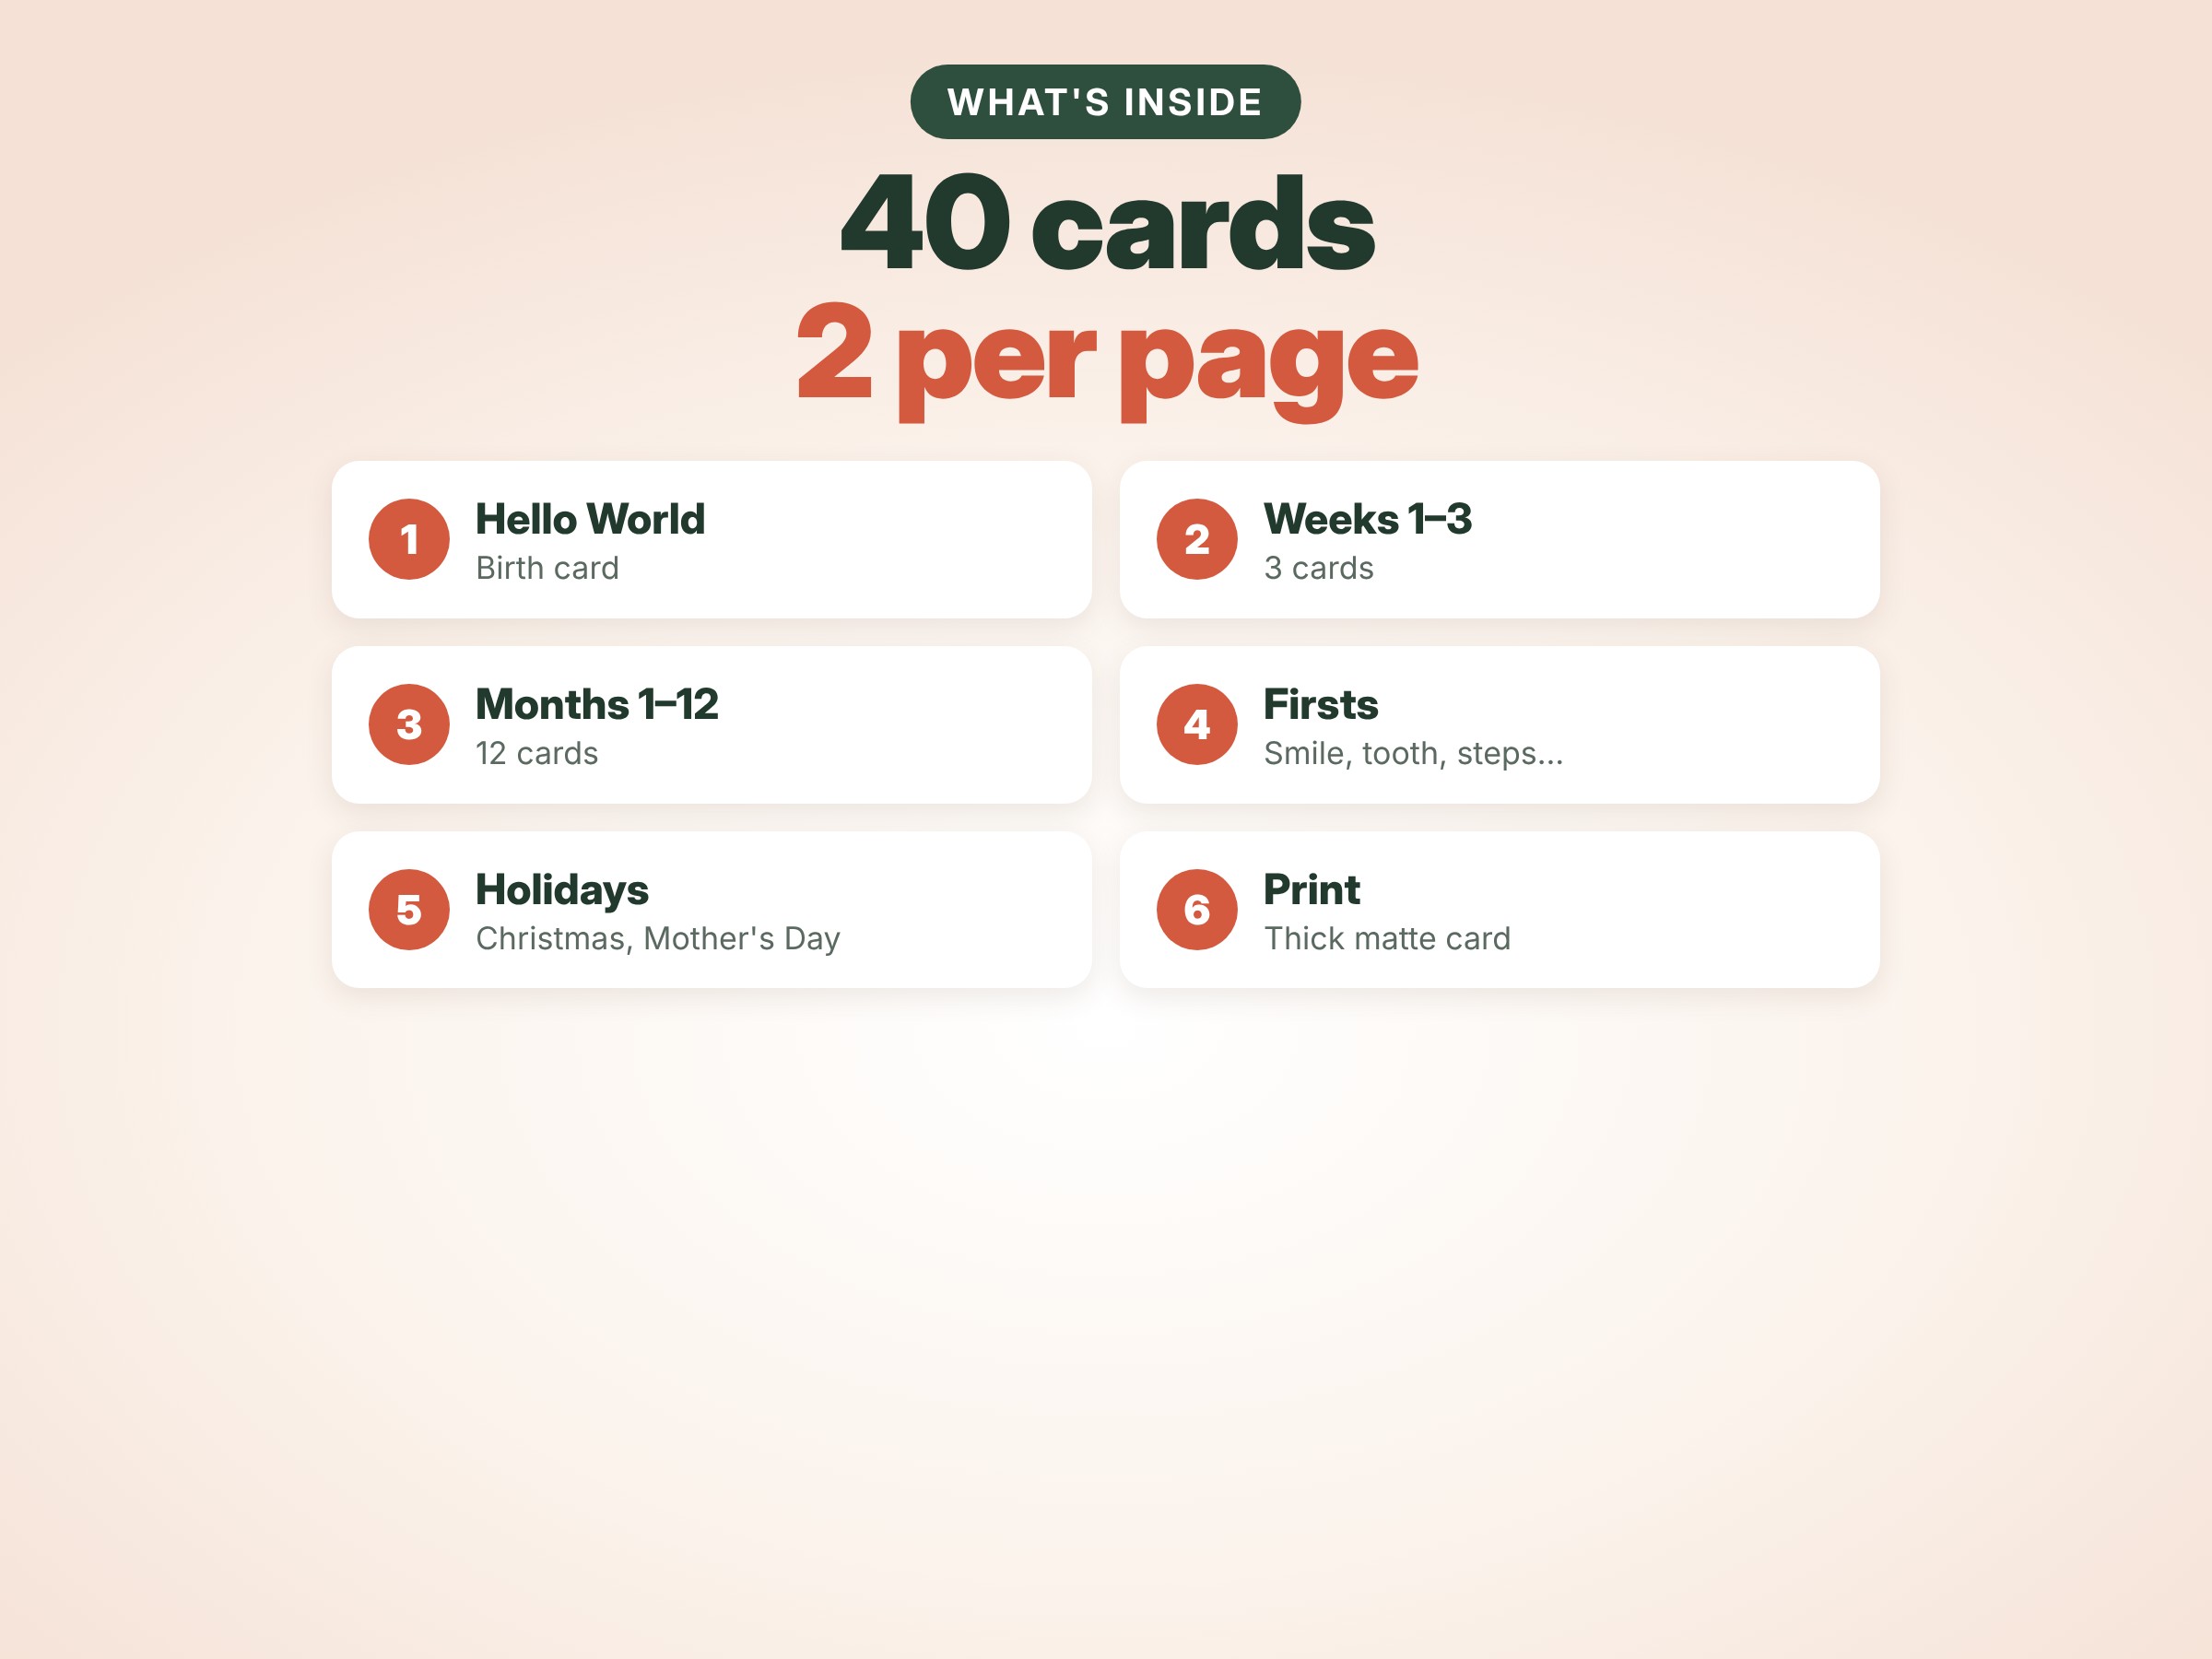 WHAT'S INSIDE
40 cards
2 per page
1
Hello World
Birth card
2
Weeks 1–3
3 cards
3
Months 1–12
12 cards
4
Firsts
Smile, tooth, steps...
5
Holidays
Christmas, Mother's Day
6
Print
Thick matte card